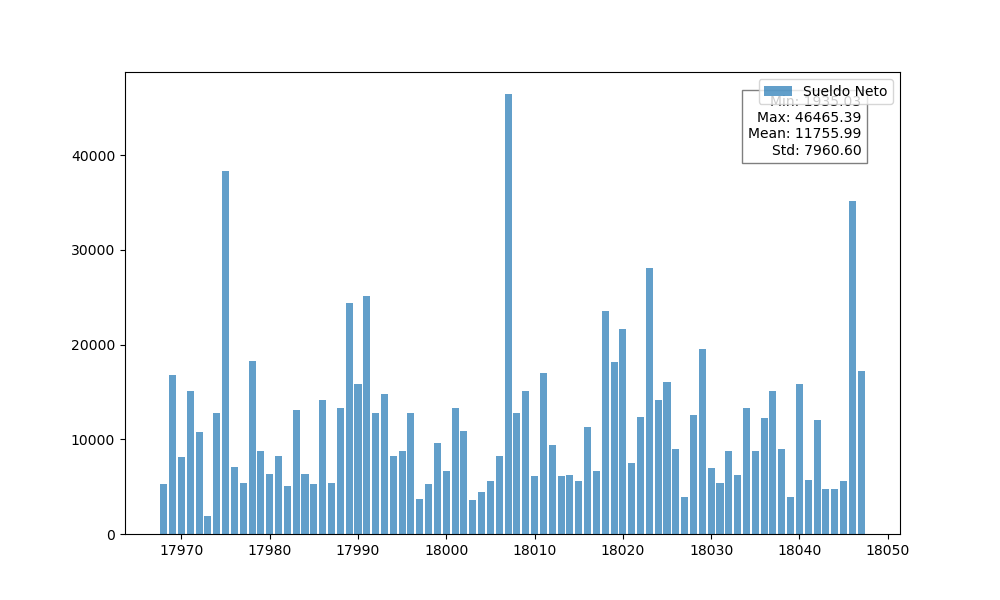 Sueldo Neto
Min: 1935.03
Max: 46465.39
Mean: 11755.99
Std: 7960.60
40000
30000
20000
10000
0
17970 17980 17990 18000 18010 18020 18030 18040 18050